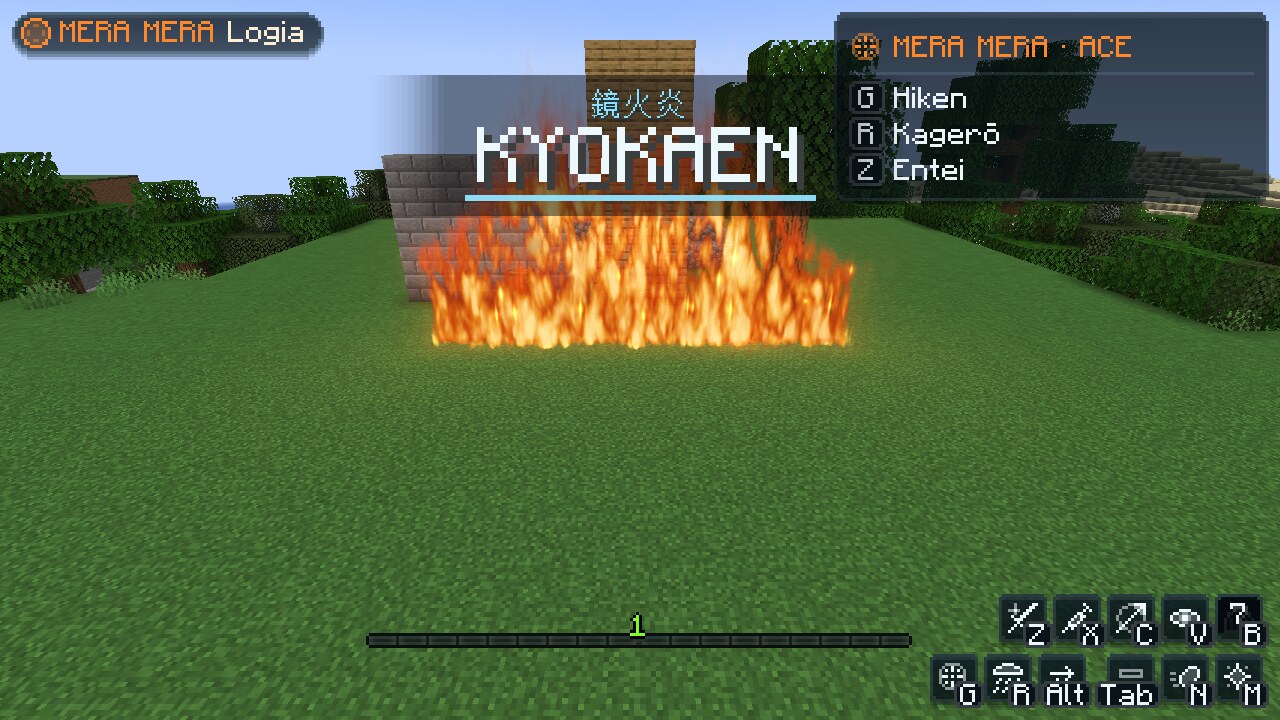 MERA MERA Logia
MERA MERA · ACE
G Hiken
R Kagerō
Z Entei
鏡火炎
KYOKAEN
1
Z X C V ? B
G R Alt Tab N M